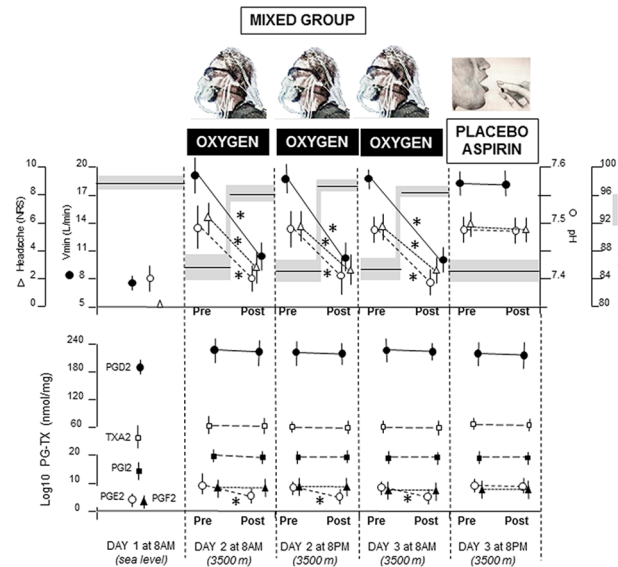 MIXED GROUP
OXYGEN
OXYGEN
OXYGEN
PLACEBO
ASPIRIN
Headache (NRS)
10
8
6
4
2
0
Vmin (L/min)
20
17
14
11
8
5
7.6
7.5
7.4
pH
100
96
92
88
84
80
*
*
*
*
*
*
*
*
*
Pre
Post
Pre
Post
Pre
Post
Pre
Post
Log10 PG-TX (nmol/mg)
240
180
120
60
20
10
0
PGD2
TXA2
PGI2
PGE2
PGF2
*
*
*
Pre
Post
Pre
Post
Pre
Post
Pre
Post
DAY 1 at 8AM
(sea level)
DAY 2 at 8AM
(3500 m)
DAY 2 at 8PM
(3500 m)
DAY 3 at 8AM
(3500 m)
DAY 3 at 8PM
(3500 m)